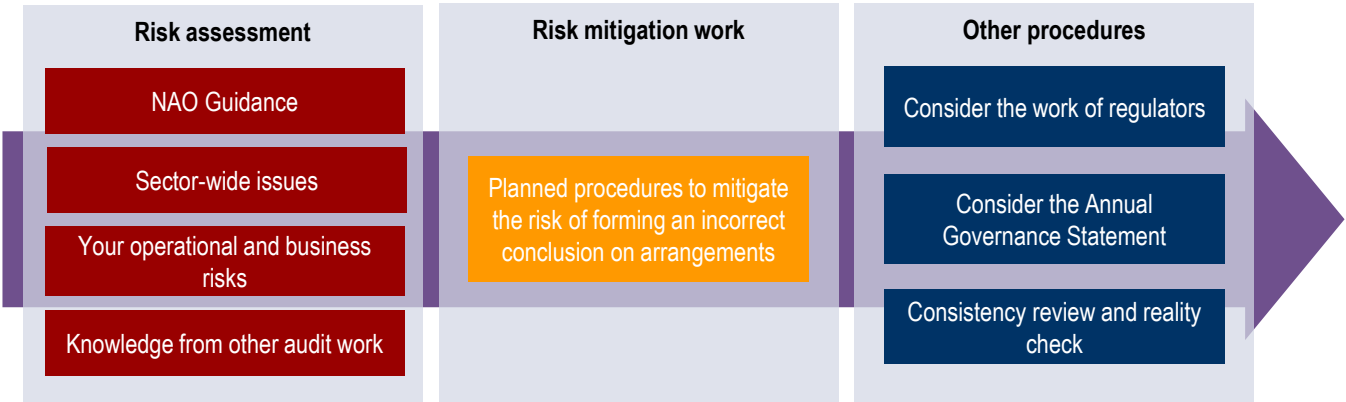 Risk assessment
NAO Guidance
Sector-wide issues
Your operational and business
risks
Knowledge from other audit work
Risk mitigation work
Planned procedures to mitigate
the risk of forming an incorrect
conclusion on arrangements
Other procedures
Consider the work of regulators
Consider the Annual
Governance Statement
Consistency review and reality
check